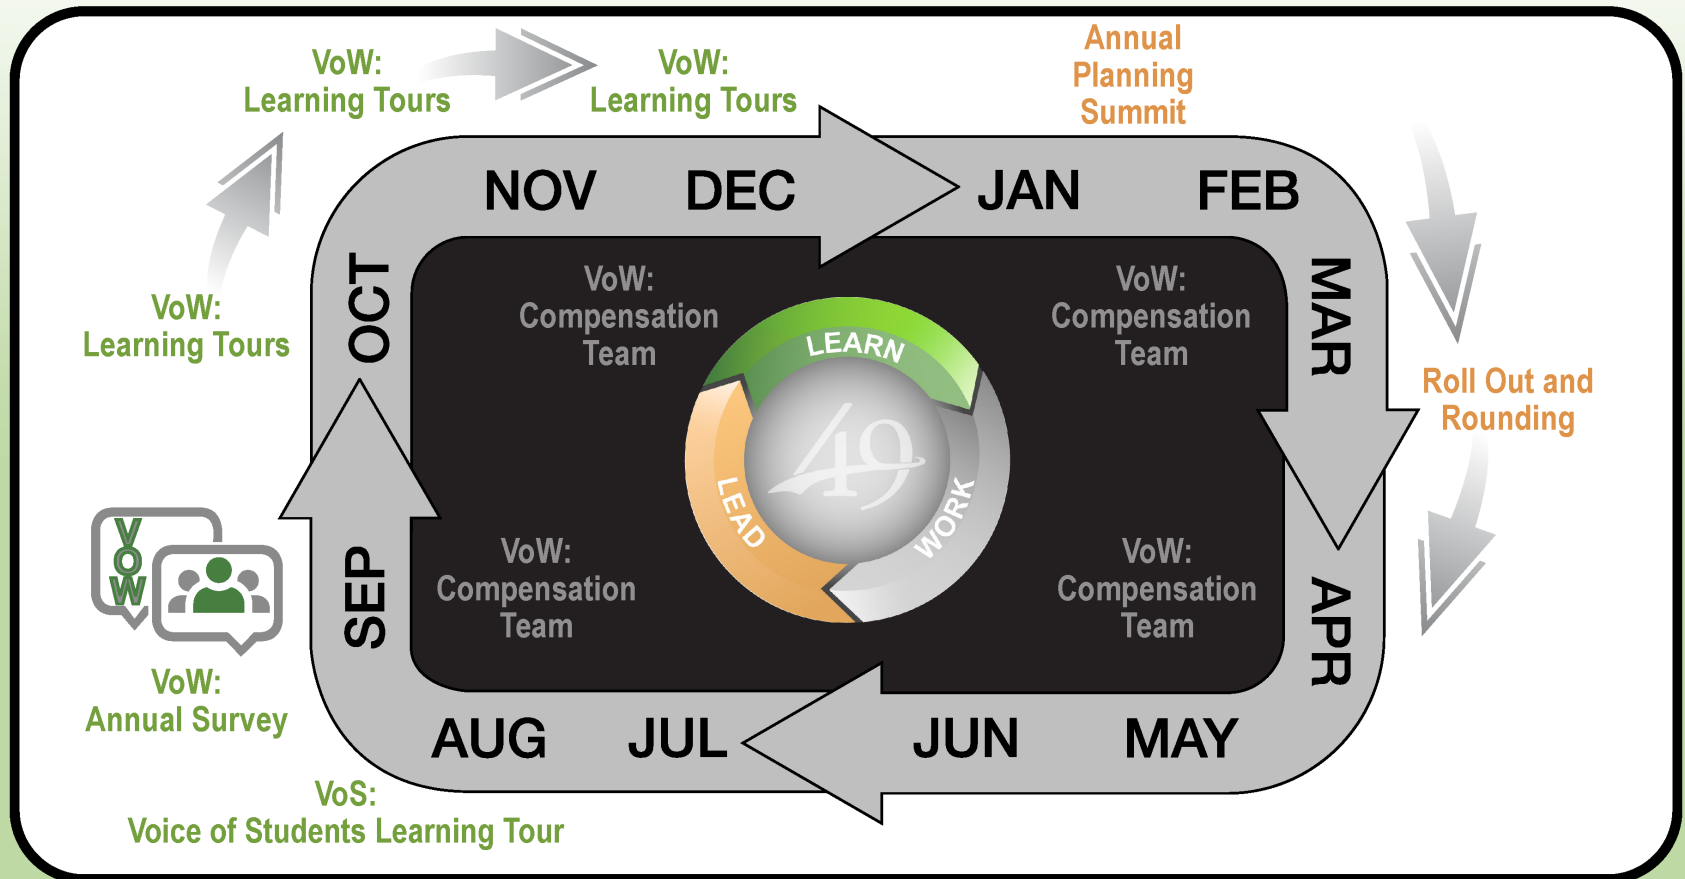 VoW:
Learning Tours
VoW:
Learning Tours
Annual
Planning
Summit
NOV
DEC
JAN
FEB
VoW:
Learning Tours
OCT
VoW:
Compensation
Team
LEARN
VoW:
Compensation
Team
MAR
Roll Out and
Rounding
49
LEAD
WORK
VOW
VoW:
Annual Survey
SEP
VoW:
Compensation
Team
VoW:
Compensation
Team
APR
AUG
JUL
JUN
MAY
VoS:
Voice of Students Learning Tour